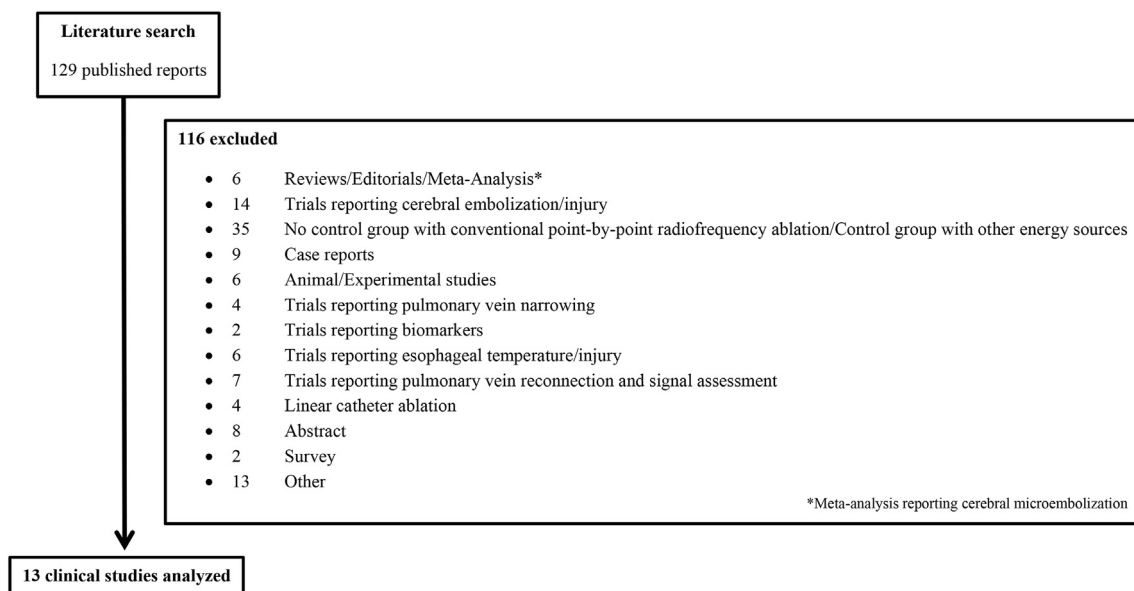 Literature search
129 published reports
116 excluded
• 6 Reviews/Editorials/Meta-Analysis*
• 14 Trials reporting cerebral embolization/injury
• 35 No control group with conventional point-by-point radiofrequency ablation/Control group with other energy sources
• 9 Case reports
• 6 Animal/Experimental studies
• 4 Trials reporting pulmonary vein narrowing
• 2 Trials reporting biomarkers
• 6 Trials reporting esophageal temperature/injury
• 7 Trials reporting pulmonary vein reconnection and signal assessment
• 4 Linear catheter ablation
• 8 Abstract
• 2 Survey
• 13 Other
*Meta-analysis reporting cerebral microembolization
13 clinical studies analyzed